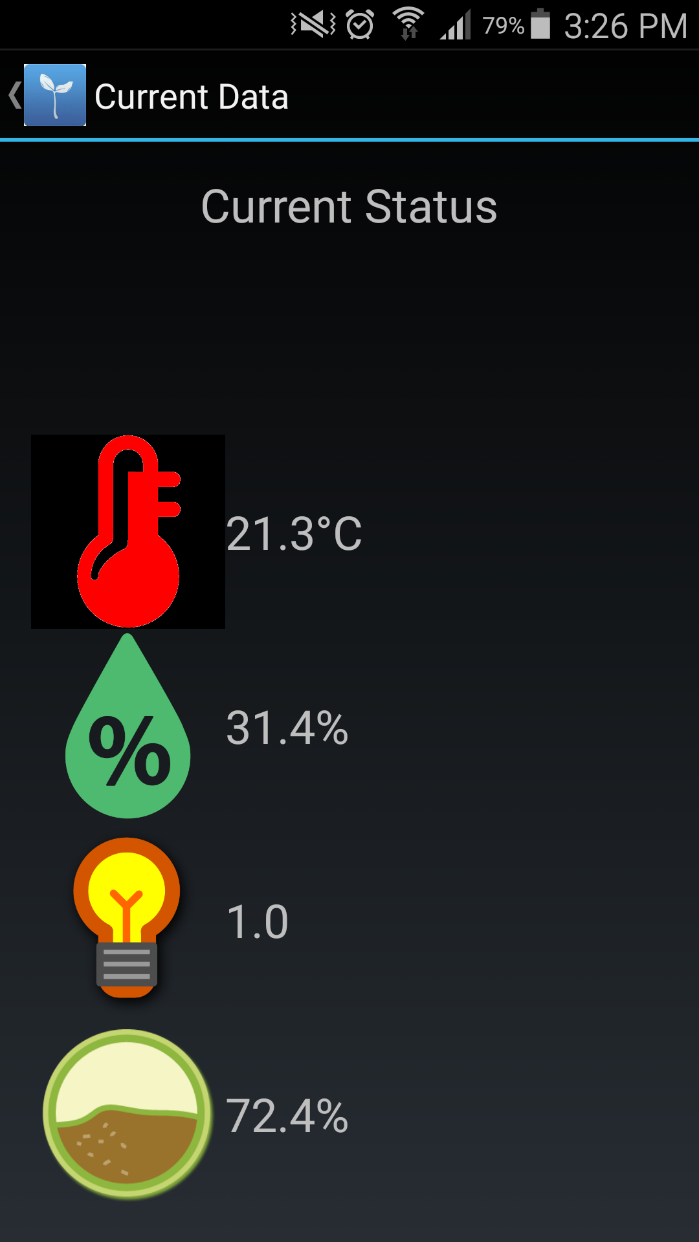 79% 3:26 PM
Current Data
Current Status
21.3°C
%
31.4%
1.0
72.4%